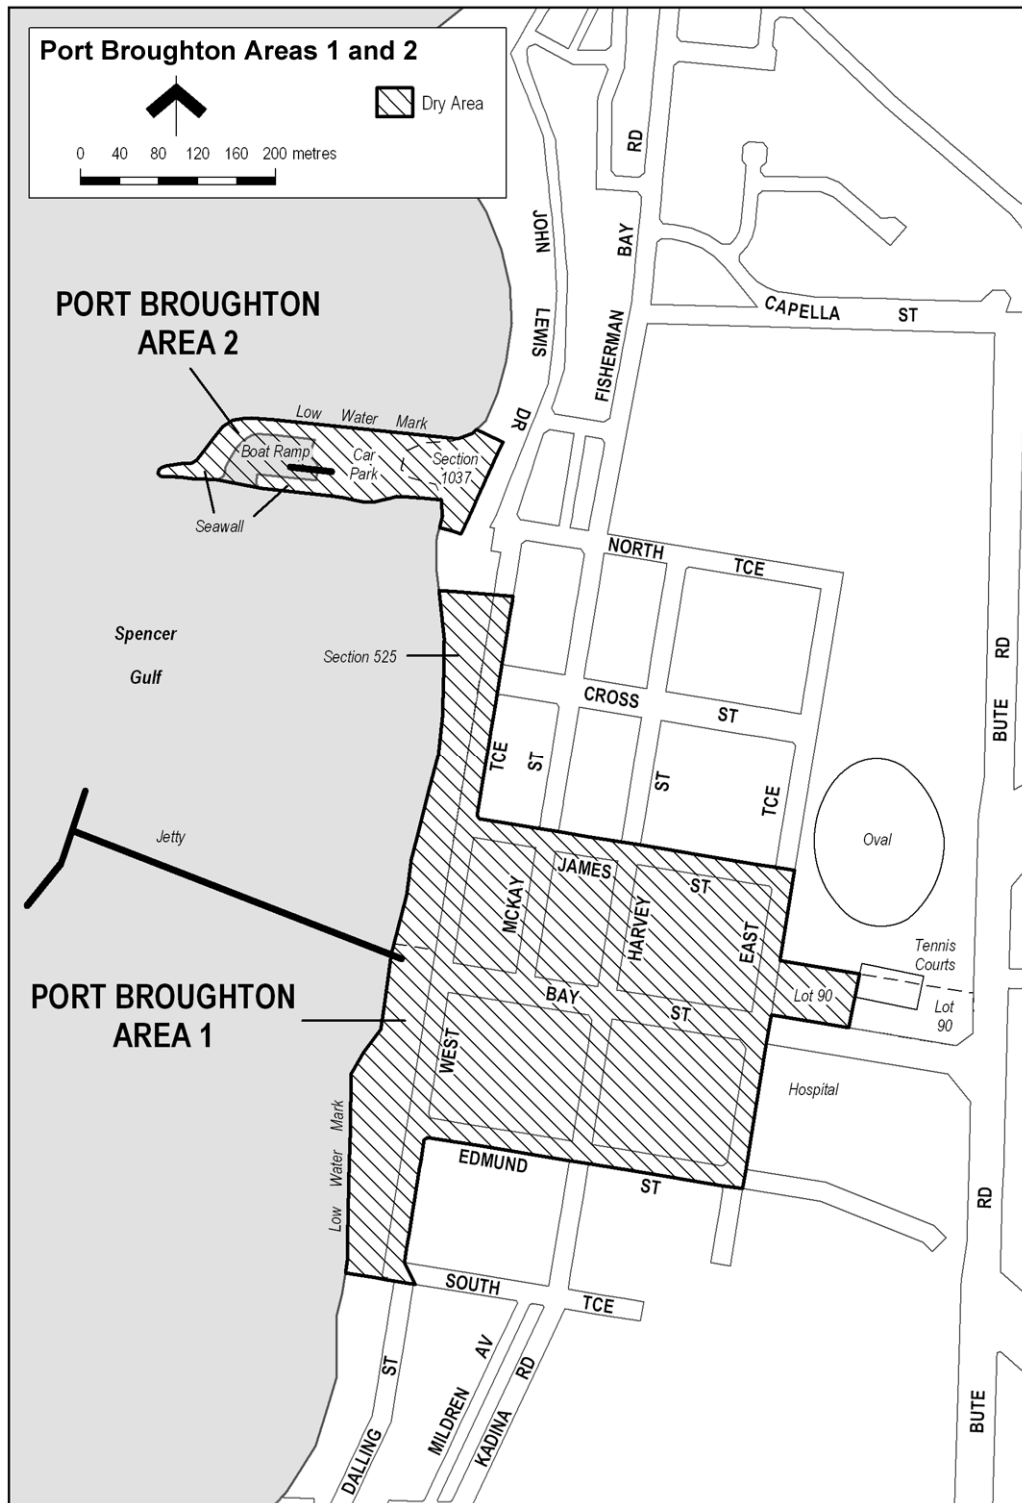 Port Broughton Areas 1 and 2
Dry Area
0 40 80 120 160 200 metres
JOHN
LEWIS
DR
RD
BAY
FISHERMAN
CAPELLA ST
PORT BROUGHTON
AREA 2
Low Water Mark
Boat Ramp
Car
Park
Section
1037
Seawall
NORTH TCE
Spencer
Gulf
Section 525
CROSS ST
RD
BUTE
TCE
ST
ST
TCE
Oval
Jetty
JAMES ST
MCKAY
HARVEY
EAST
Tennis
Courts
Lot 90
Lot
90
PORT BROUGHTON
AREA 1
BAY ST
WEST
Hospital
Low Water Mark
EDMUND ST
RD
BUTE
SOUTH TCE
ST
DALLING
AV
MILDREN
RD
KADINA